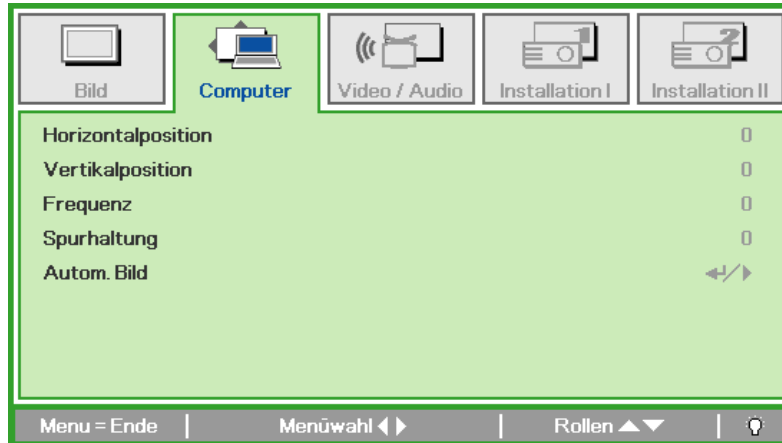 Bild
Computer
Video / Audio
Installation I
Installation II
Horizontalposition 0
Vertikalposition 0
Frequenz 0
Spurhaltung 0
Autom. Bild ↵/▶
Menu = Ende
Menūwahl ◀▶
Rollen ▲▼